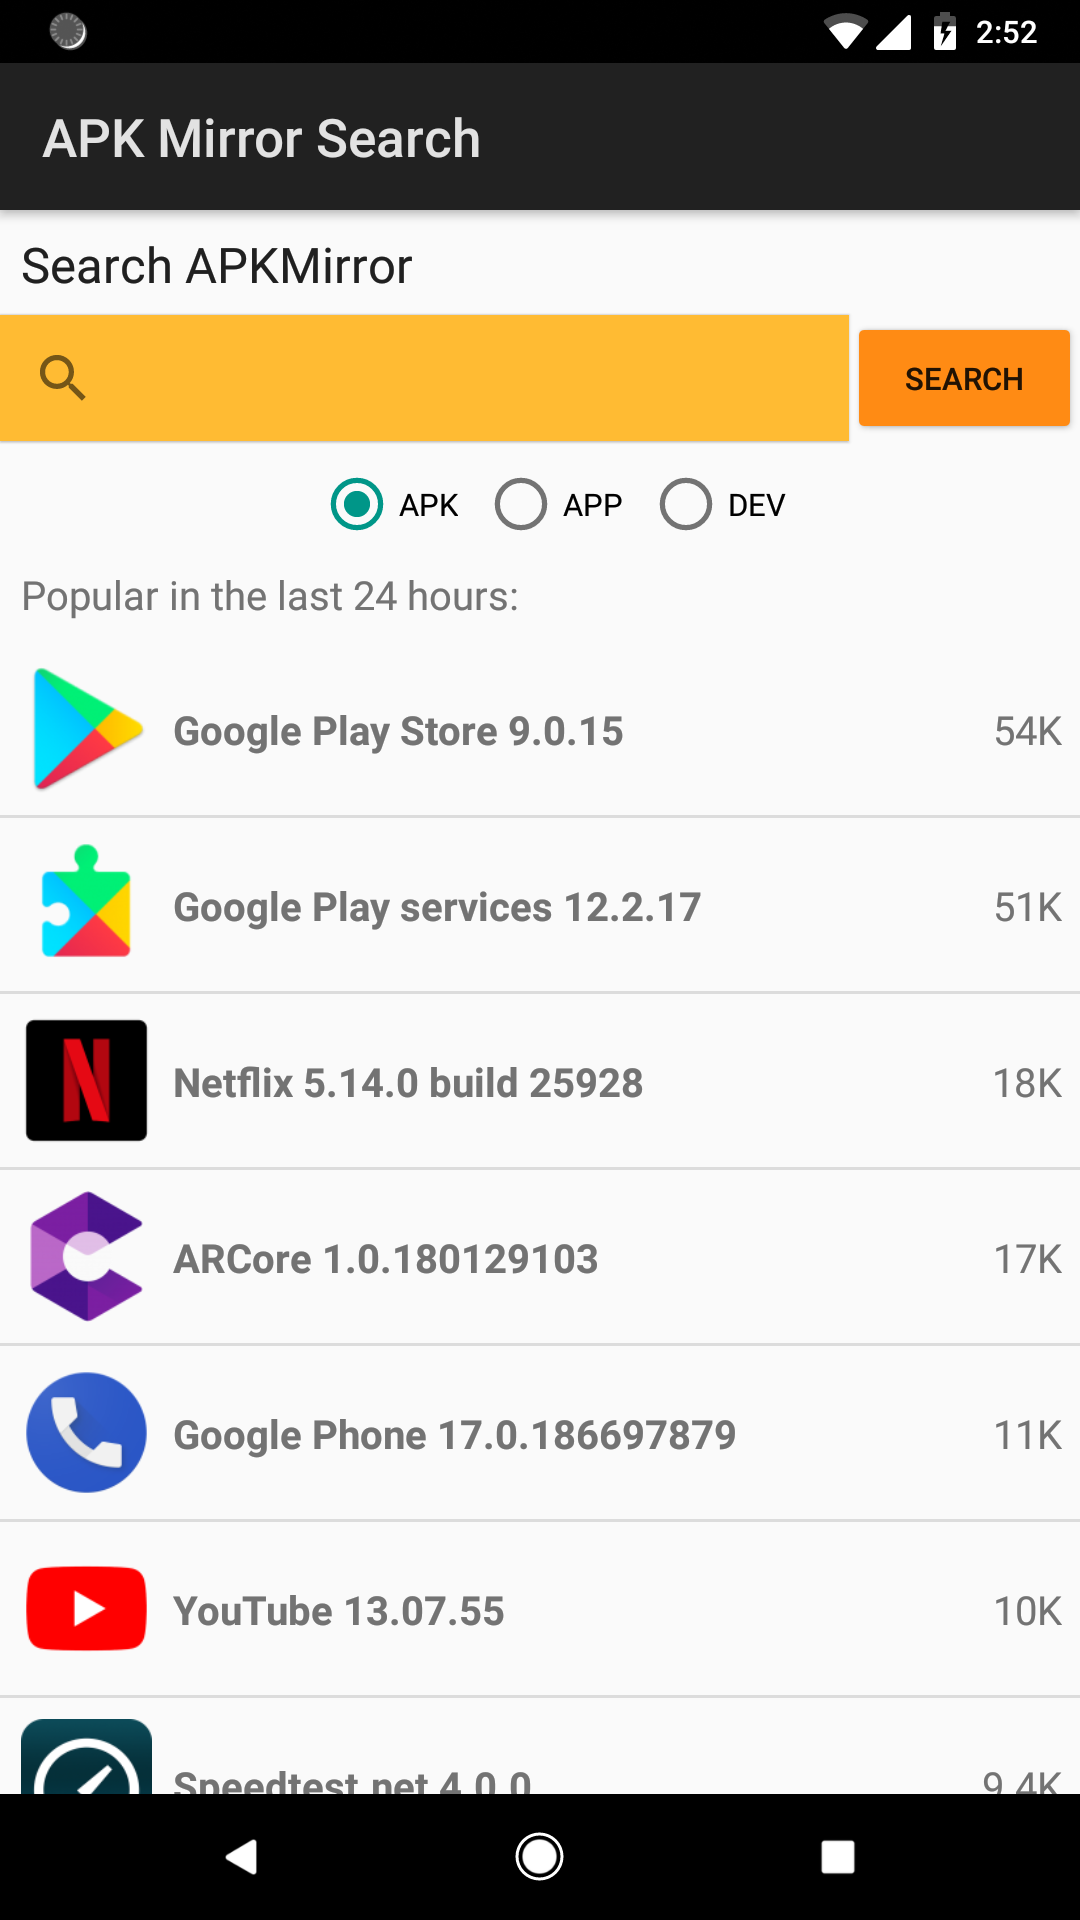 2:52
APK Mirror Search
Search APKMirror
SEARCH
APK APP DEV
Popular in the last 24 hours:
Google Play Store 9.0.15 54K
Google Play services 12.2.17 51K
Netflix 5.14.0 build 25928 18K
ARCore 1.0.180129103 17K
Google Phone 17.0.186697879 11K
YouTube 13.07.55 10K
Speedtest.net 4.0.0 9.4K